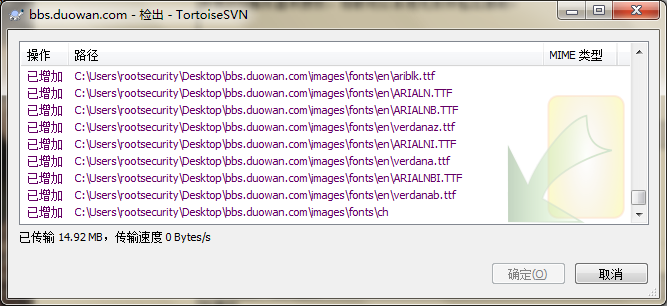 bbs.duowan.com - 检出 - TortoiseSVN
操作 路径 MIME 类型
已增加 C:\Users\rootsecurity\Desktop\bbs.duowan.com\images\fonts\en\ariblk.ttf
已增加 C:\Users\rootsecurity\Desktop\bbs.duowan.com\images\fonts\en\ARIALN.TTF
已增加 C:\Users\rootsecurity\Desktop\bbs.duowan.com\images\fonts\en\ARIALNB.TTF
已增加 C:\Users\rootsecurity\Desktop\bbs.duowan.com\images\fonts\en\verdanaz.ttf
已增加 C:\Users\rootsecurity\Desktop\bbs.duowan.com\images\fonts\en\ARIALNI.TTF
已增加 C:\Users\rootsecurity\Desktop\bbs.duowan.com\images\fonts\en\verdana.ttf
已增加 C:\Users\rootsecurity\Desktop\bbs.duowan.com\images\fonts\en\ARIALNBI.TTF
已增加 C:\Users\rootsecurity\Desktop\bbs.duowan.com\images\fonts\en\verdanab.ttf
已增加 C:\Users\rootsecurity\Desktop\bbs.duowan.com\images\fonts\ch
已传输 14.92 MB，传输速度 0 Bytes/s
确定(O) 取消